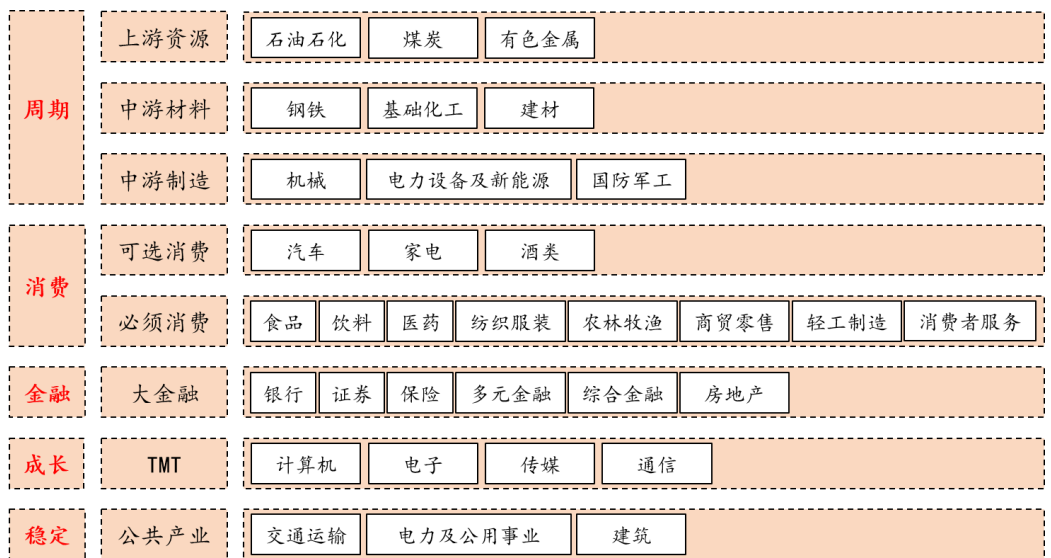 周期
上游资源 石油石化 煤炭 有色金属
中游材料 钢铁 基础化工 建材
中游制造 机械 电力设备及新能源 国防军工
消费
可选消费 汽车 家电 酒类
必须消费 食品 饮料 医药 纺织服装 农林牧渔 商贸零售 轻工制造 消费者服务
金融 大金融 银行 证券 保险 多元金融 综合金融 房地产
成长 TMT 计算机 电子 传媒 通信
稳定 公共产业 交通运输 电力及公用事业 建筑